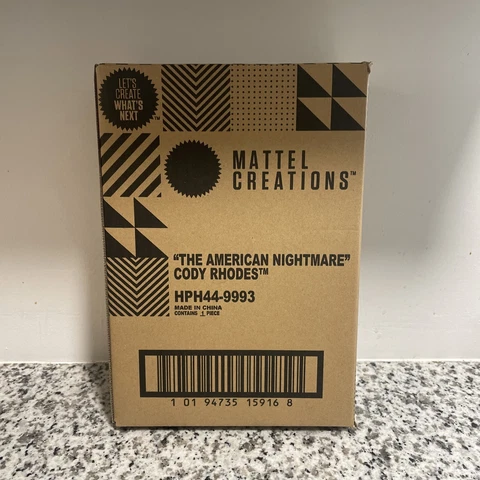 LET'S
CREATE
WHAT'S
NEXT
TM
MATTEL
CREATIONS™
"THE AMERICAN NIGHTMARE"
CODY RHODES™
HPH44-9993
MADE IN CHINA
CONTAINS 1 PIECE
1 01 94735 15916 8